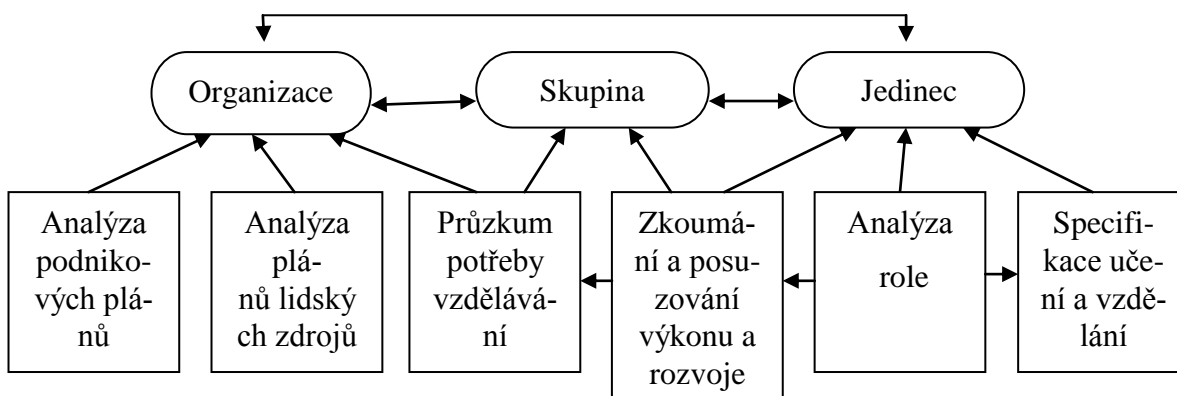 Organizace
Skupina
Jedinec
Analýza
podniko-
vých plá-
nů
Analýza
plá-
nů lidský
ch zdrojů
Průzkum
potřeby
vzdělává-
ní
Zkoumá-
ní a posu-
zování
výkonu a
rozvoje
Analýza
role
Specifi-
kace uče-
ní a vzdě-
lání